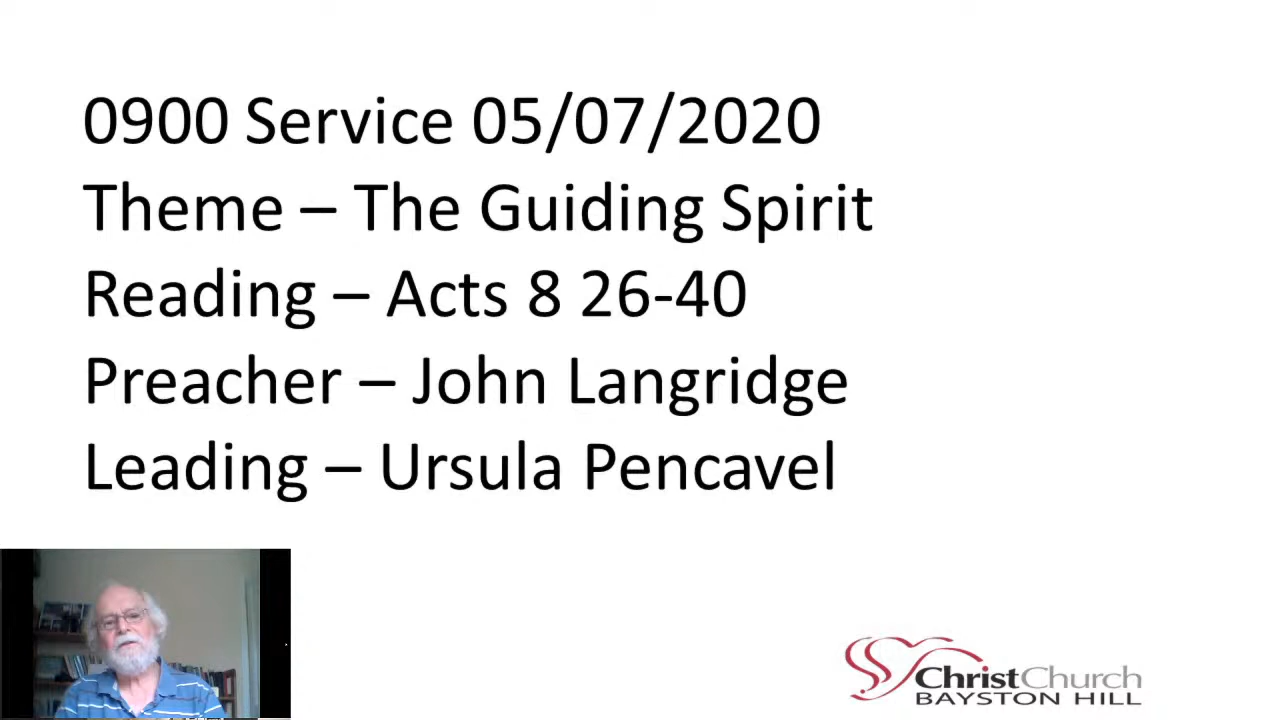 0900 Service 05/07/2020
Theme – The Guiding Spirit
Reading – Acts 8 26-40
Preacher – John Langridge
Leading – Ursula Pencavel
ChristChurch
BAYSTON HILL